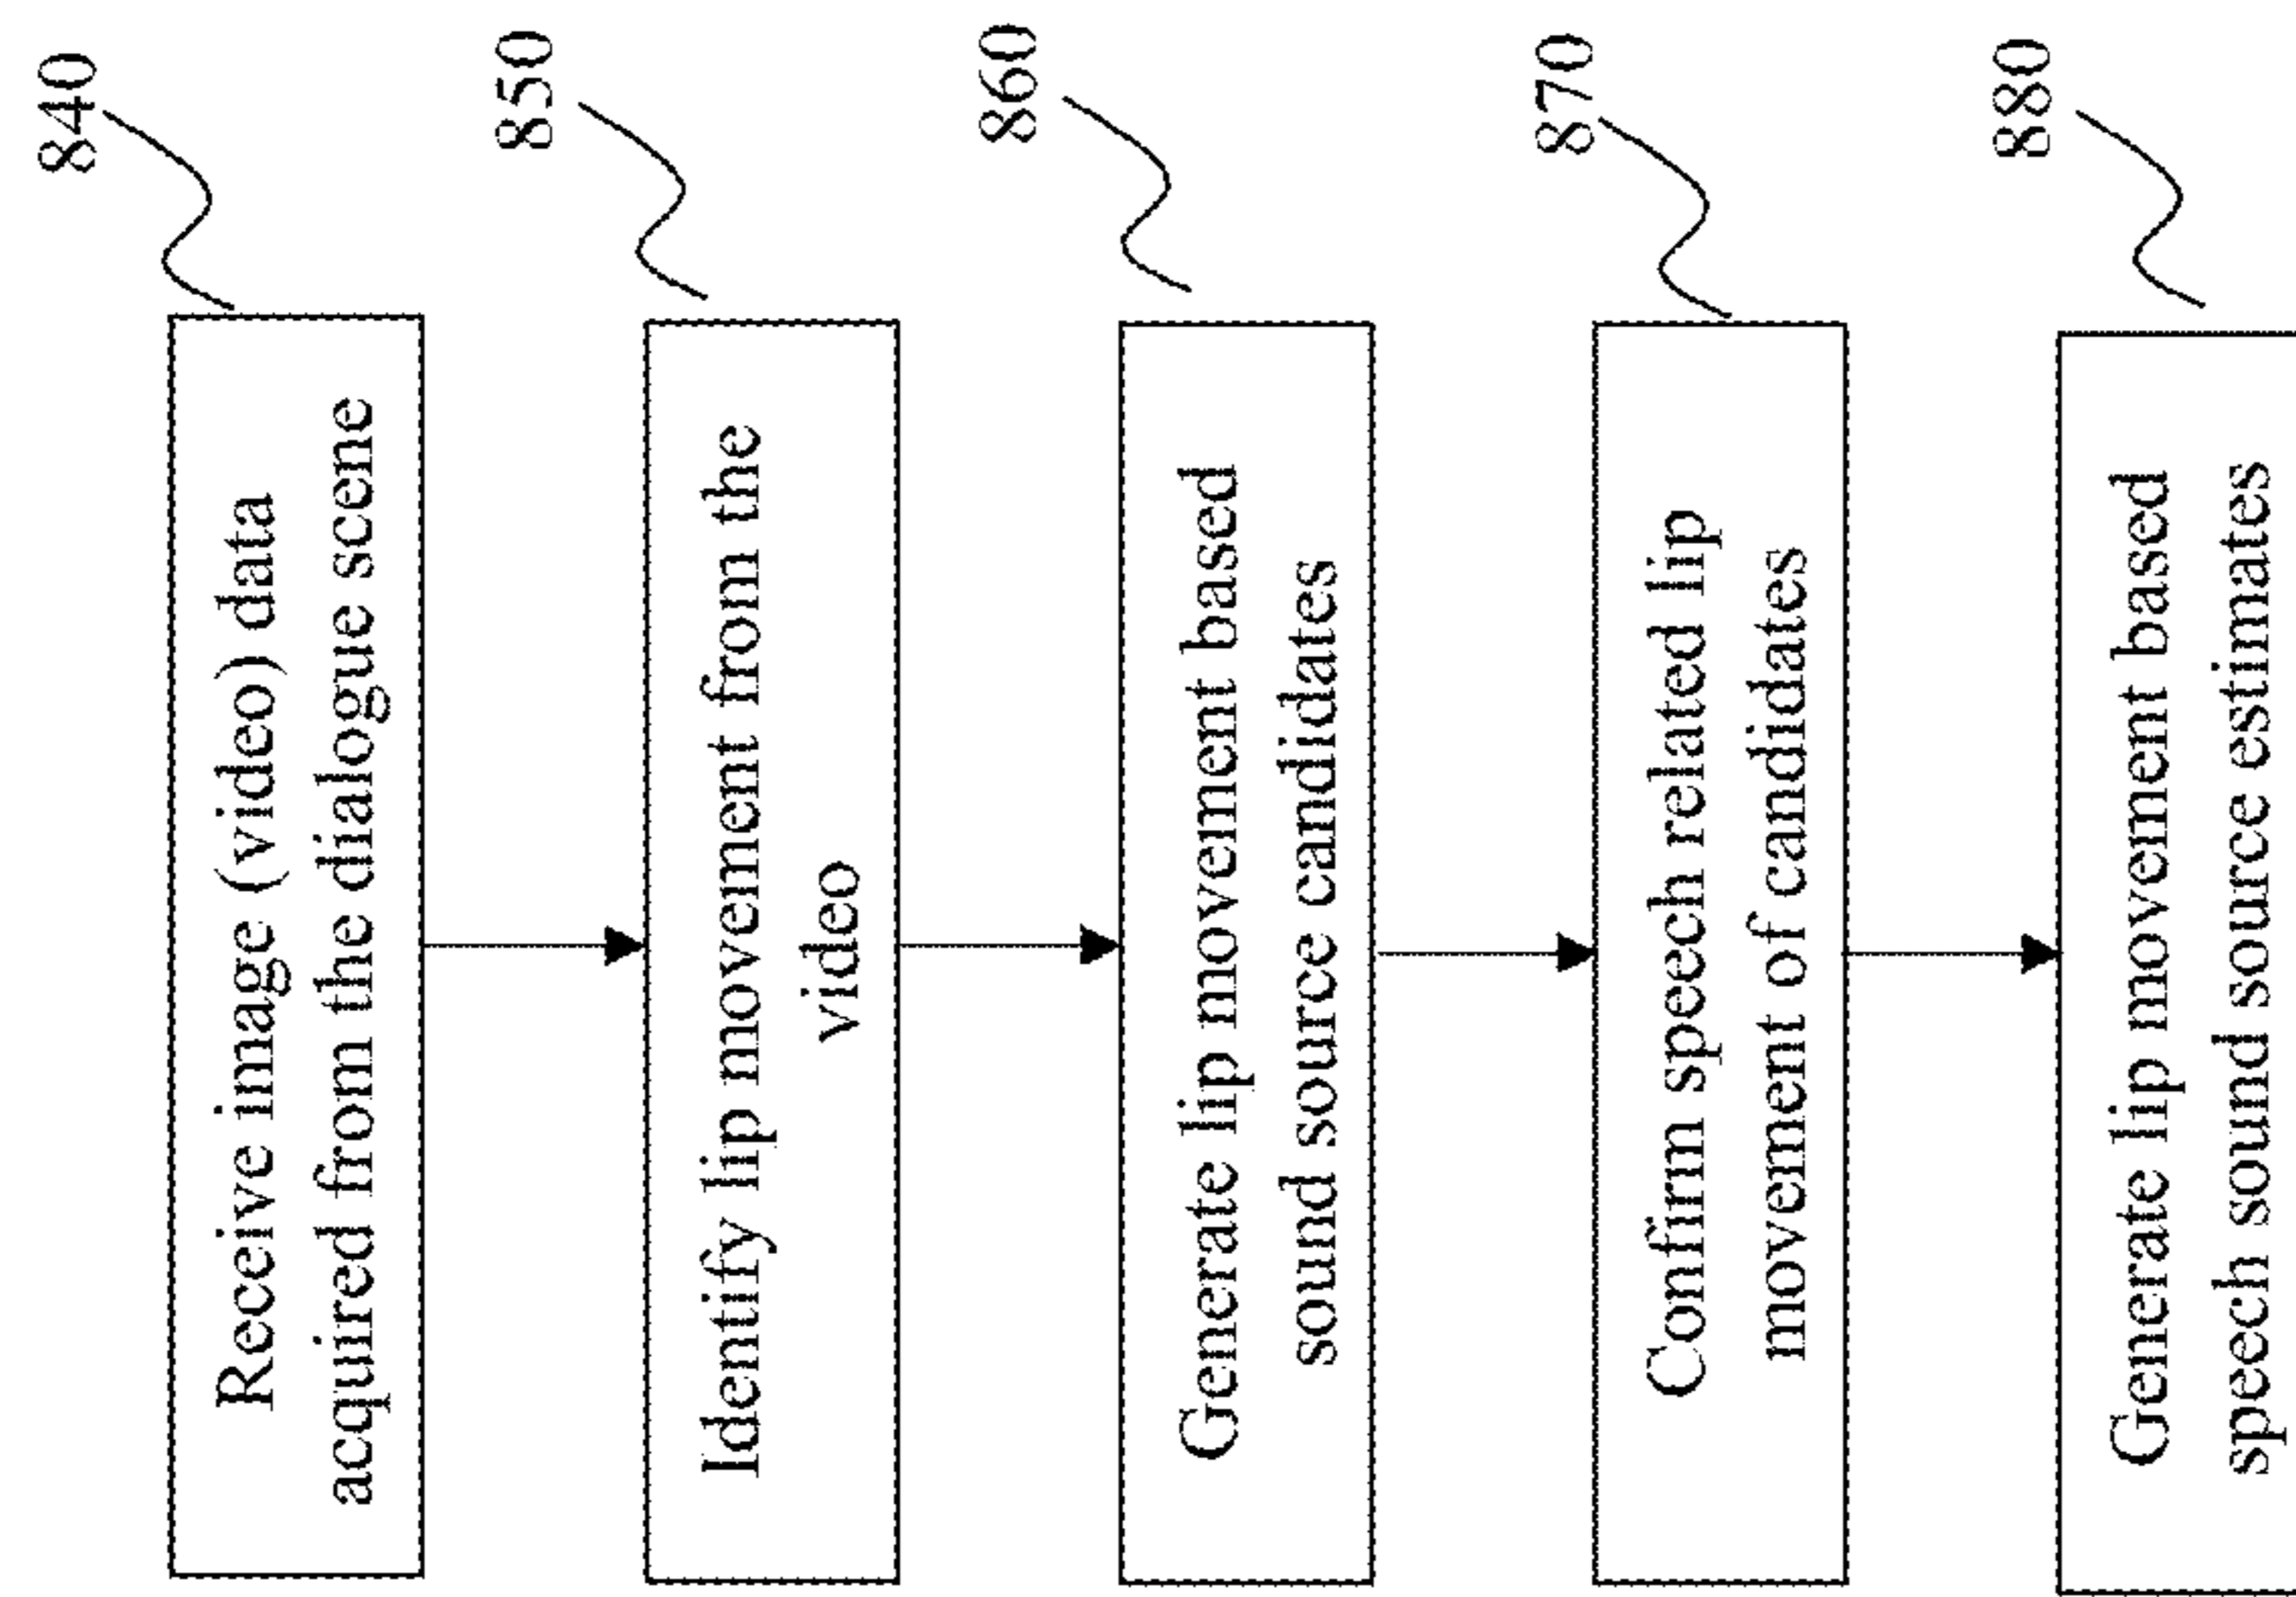 840
Receive image (video) data
acquired from the dialogue scene
850
Identify lip movement from the
video
860
Generate lip movement based
sound source candidates
870
Confirm speech related lip
movement of candidates
880
Generate lip movement based
speech sound source estimates